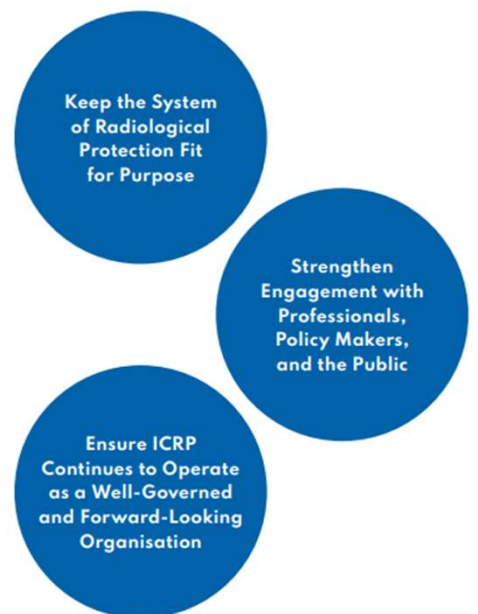 Keep the System
of Radiological
Protection Fit
for Purpose
Strengthen
Engagement with
Professionals,
Policy Makers,
and the Public
Ensure ICRP
Continues to Operate
as a Well-Governed
and Forward-Looking
Organisation